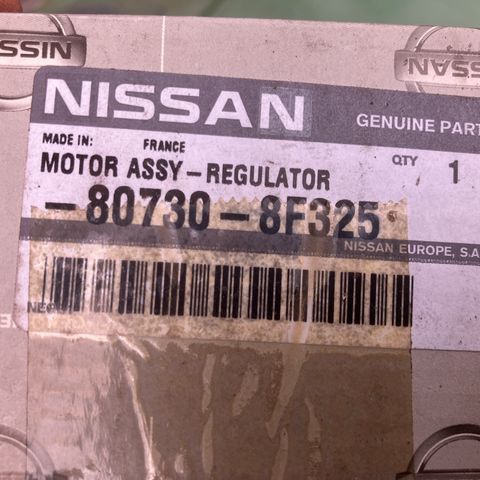 NISSAN
NISSAN
NISSAN
GENUINE PART
MADE IN: FRANCE
MOTOR ASSY-REGULATOR
QTY 1
-80730-8F325
NISSAN EUROPE, S.A